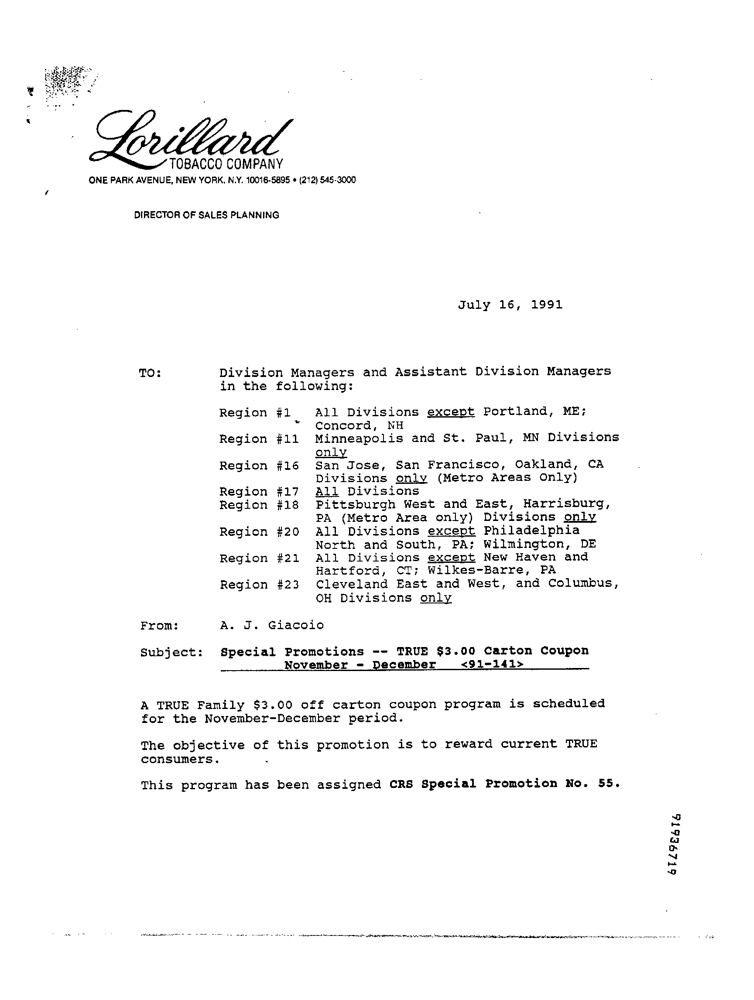 Lorillard
TOBACCO COMPANY
ONE PARK AVENUE, NEW YORK, N.Y. 10016-5895 • (212) 545-3000
DIRECTOR OF SALES PLANNING
July 16, 1991
TO: Division Managers and Assistant Division Managers
in the following:
Region #1 All Divisions except Portland, ME;
Concord, NH
Region #11 Minneapolis and St. Paul, MN Divisions
only
Region #16 San Jose, San Francisco, Oakland, CA
Divisions only (Metro Areas Only)
Region #17 All Divisions
Region #18 Pittsburgh West and East, Harrisburg,
PA (Metro Area only) Divisions only
Region #20 All Divisions except Philadelphia
North and South, PA; Wilmington, DE
Region #21 All Divisions except New Haven and
Hartford, CT; Wilkes-Barre, PA
Region #23 Cleveland East and West, and Columbus,
OH Divisions only
From: A. J. Giacoio
Subject: Special Promotions -- TRUE $3.00 Carton Coupon
November - December <91-141>
A TRUE Family $3.00 off carton coupon program is scheduled
for the November-December period.
The objective of this promotion is to reward current TRUE
consumers.
This program has been assigned CRS Special Promotion No. 55.
91936719